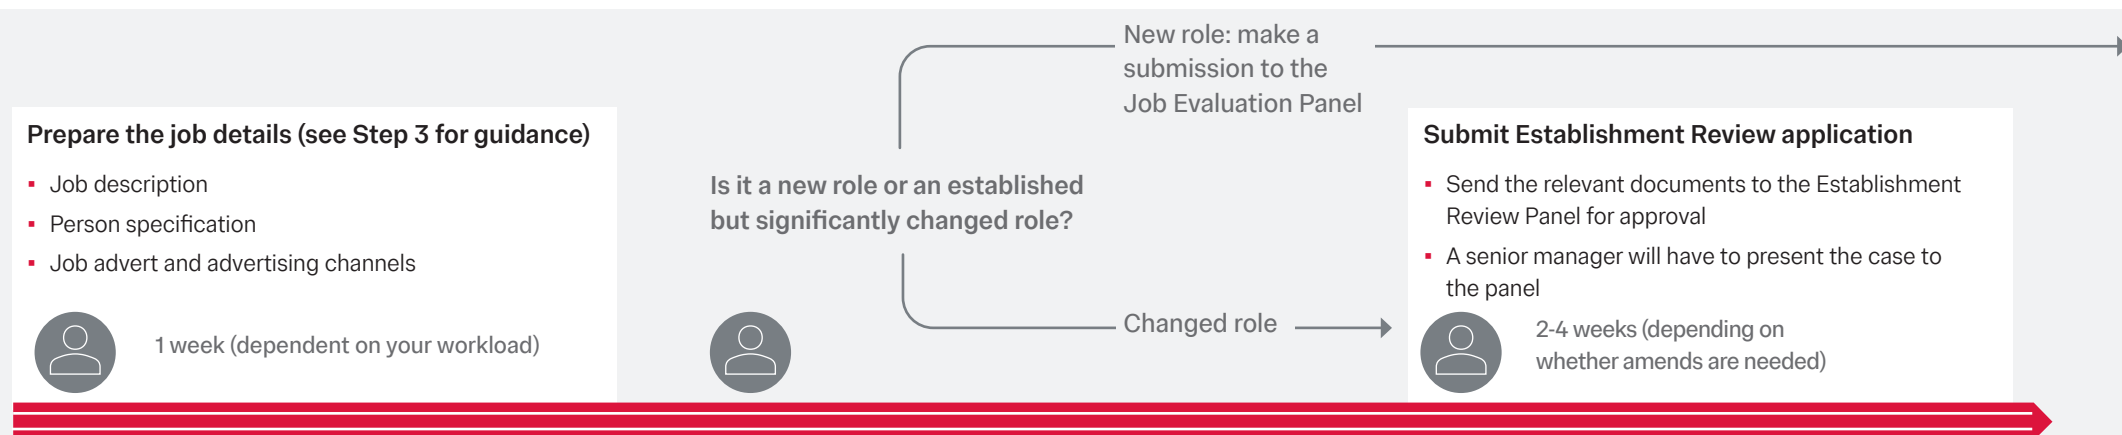 Prepare the job details (see Step 3 for guidance)
▪ Job description
▪ Person specification
▪ Job advert and advertising channels
1 week (dependent on your workload)
Is it a new role or an established
but significantly changed role?
New role: make a
submission to the
Job Evaluation Panel
Changed role
Submit Establishment Review application
▪ Send the relevant documents to the Establishment
Review Panel for approval
▪ A senior manager will have to present the case to
the panel
2-4 weeks (depending on
whether amends are needed)